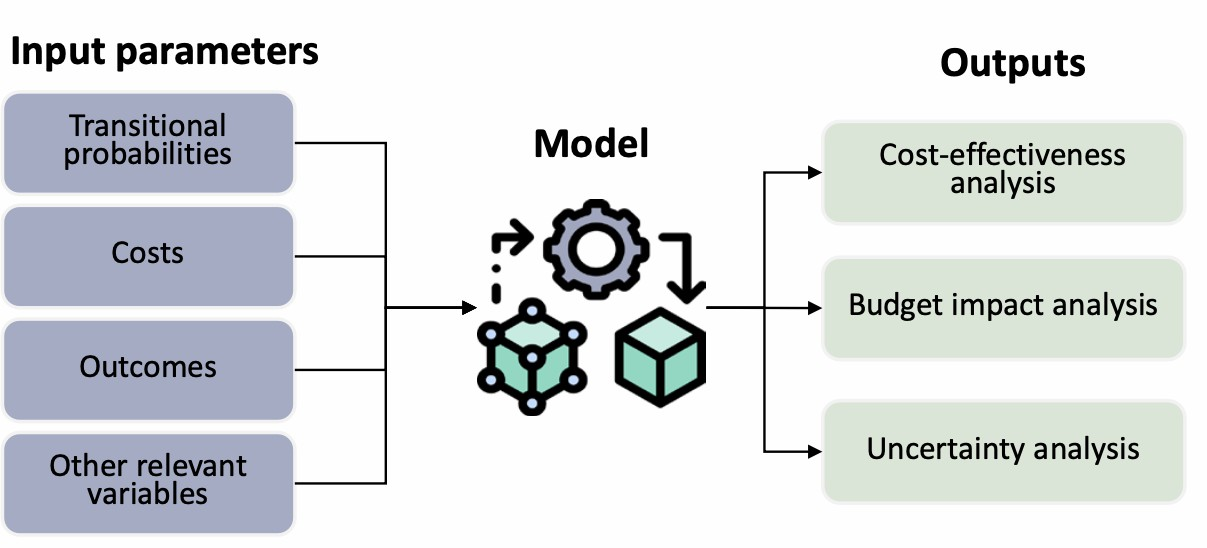 Input parameters
Transitional
probabilities
Costs
Outcomes
Other relevant
variables
Model
Outputs
Cost-effectiveness
analysis
Budget impact analysis
Uncertainty analysis